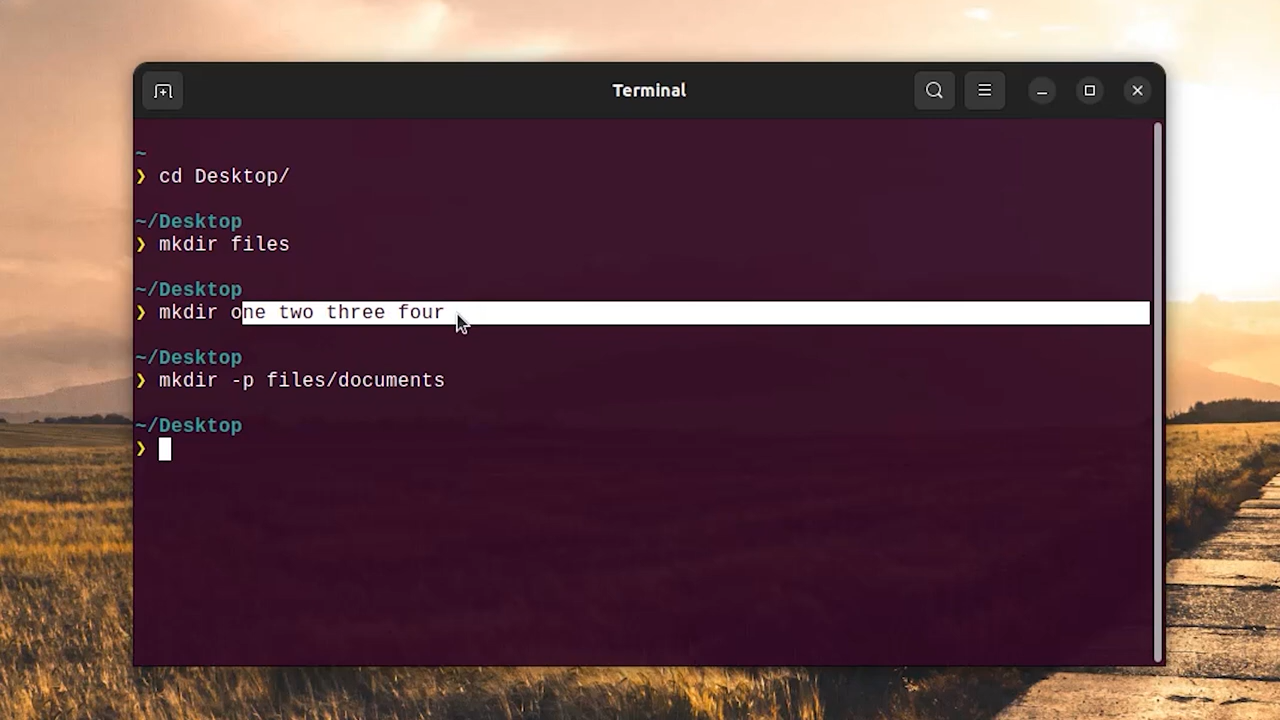 Terminal
~
❯ cd Desktop/
~/Desktop
❯ mkdir files
~/Desktop
❯ mkdir one two three four
~/Desktop
❯ mkdir -p files/documents
~/Desktop
❯